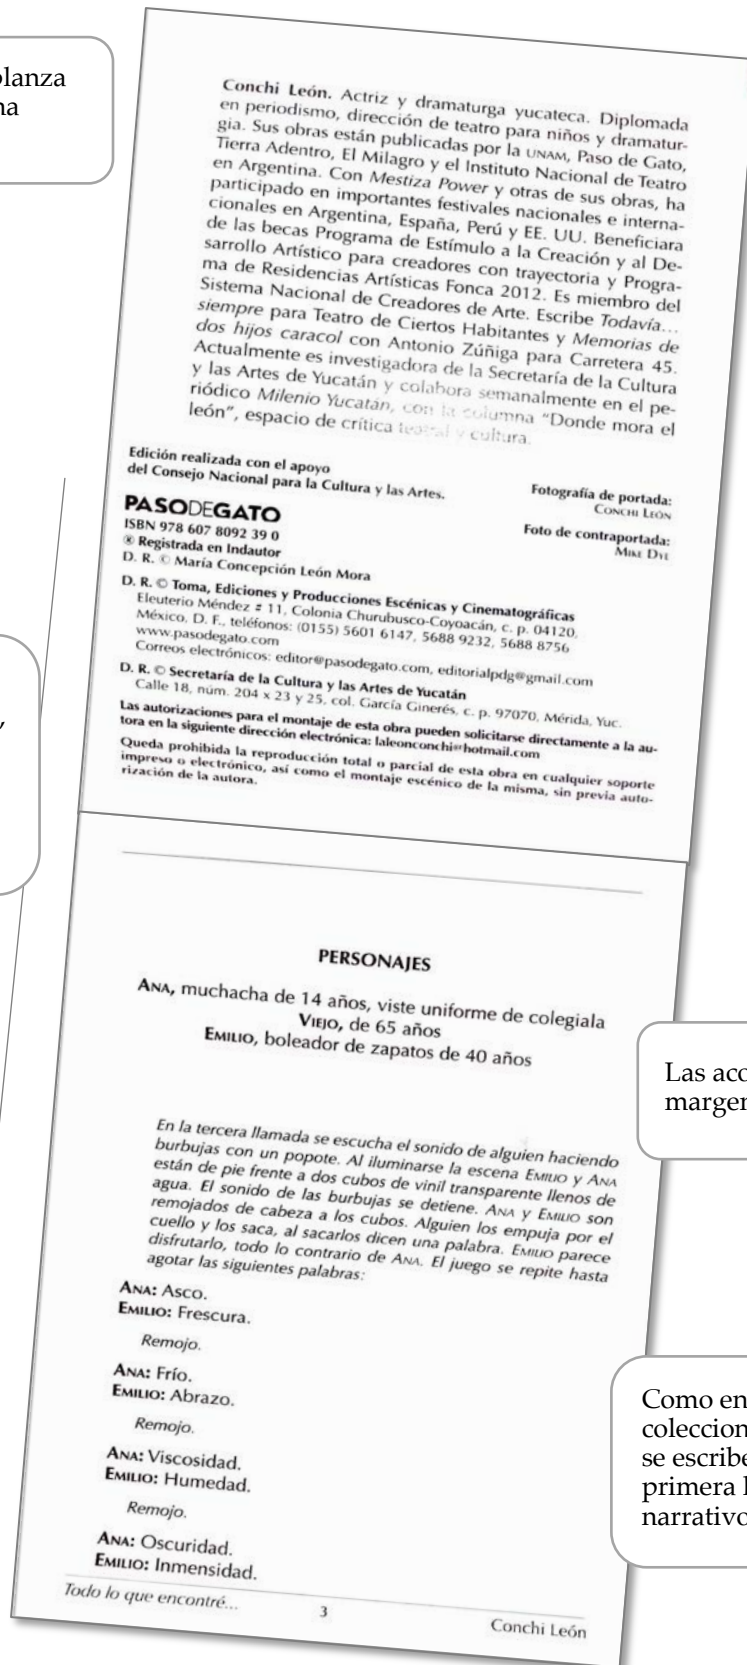 blanza
Conchi León. Actriz y dramaturga yucateca. Diplomada
en periodismo, dirección de teatro para niños y dramatur-
gia. Sus obras están publicadas por la UNAM, Paso de Gato,
Tierra Adentro, El Milagro y el Instituto Nacional de Teatro
en Argentina. Con Mestiza Power y otras de sus obras, ha
participado en importantes festivales nacionales e interna-
cionales en Argentina, España, Perú y EE. UU. Beneficiara
de las becas Programa de Estímulo a la Creación y al De-
sarrollo Artístico para creadores con trayectoria y Progra-
ma de Residencias Artísticas Fonca 2012. Es miembro del
Sistema Nacional de Creadores de Arte. Escribe Todavía...
siempre para Teatro de Ciertos Habitantes y Memorias de
dos hijos caracol con Antonio Zúñiga para Carretera 45.
Actualmente es investigadora de la Secretaría de la Cultura
y las Artes de Yucatán y colabora semanalmente en el pe-
riódico Milenio Yucatán, con la columna "Donde mora el
león", espacio de crítica teatral y cultura.
Edición realizada con el apoyo
del Consejo Nacional para la Cultura y las Artes.
Fotografía de portada:
CONCHI LEÓN
Foto de contraportada:
MIKE DYE
PASODEGATO
ISBN 978 607 8092 39 0
® Registrada en Indautor
D. R. © María Concepción León Mora
D. R. © Toma, Ediciones y Producciones Escénicas y Cinematográficas
Eleuterio Méndez # 11, Colonia Churubusco-Coyoacán, c. p. 04120,
México, D. F., teléfonos: (0155) 5601 6147, 5688 9232, 5688 8756
www.pasodegato.com
Correos electrónicos: editor@pasodegato.com, editorialpdg@gmail.com
D. R. © Secretaría de la Cultura y las Artes de Yucatán
Calle 18, núm. 204 x 23 y 25, col. García Ginerés, c. p. 97070, Mérida, Yuc.
Las autorizaciones para el montaje de esta obra pueden solicitarse directamente a la au-
tora en la siguiente dirección electrónica: laleonconchi@hotmail.com
Queda prohibida la reproducción total o parcial de esta obra en cualquier soporte
impreso o electrónico, así como el montaje escénico de la misma, sin previa auto-
rización de la autora.
PERSONAJES
ANA, muchacha de 14 años, viste uniforme de colegiala
VIEJO, de 65 años
EMILIO, boleador de zapatos de 40 años
En la tercera llamada se escucha el sonido de alguien haciendo
burbujas con un popote. Al iluminarse la escena EMILIO y ANA
están de pie frente a dos cubos de vinil transparente llenos de
agua. El sonido de las burbujas se detiene. ANA y EMILIO son
remojados de cabeza a los cubos. Alguien los empuja por el
cuello y los saca, al sacarlos dicen una palabra. EMILIO parece
disfrutarlo, todo lo contrario de ANA. El juego se repite hasta
agotar las siguientes palabras:
ANA: Asco.
EMILIO: Frescura.
Remojo.
ANA: Frío.
EMILIO: Abrazo.
Remojo.
ANA: Viscosidad.
EMILIO: Humedad.
Remojo.
ANA: Oscuridad.
EMILIO: Inmensidad.
Todo lo que encontré... 3 Conchi León
Las aco
margen
Como en
coleccion
se escribe
primera
narrativo